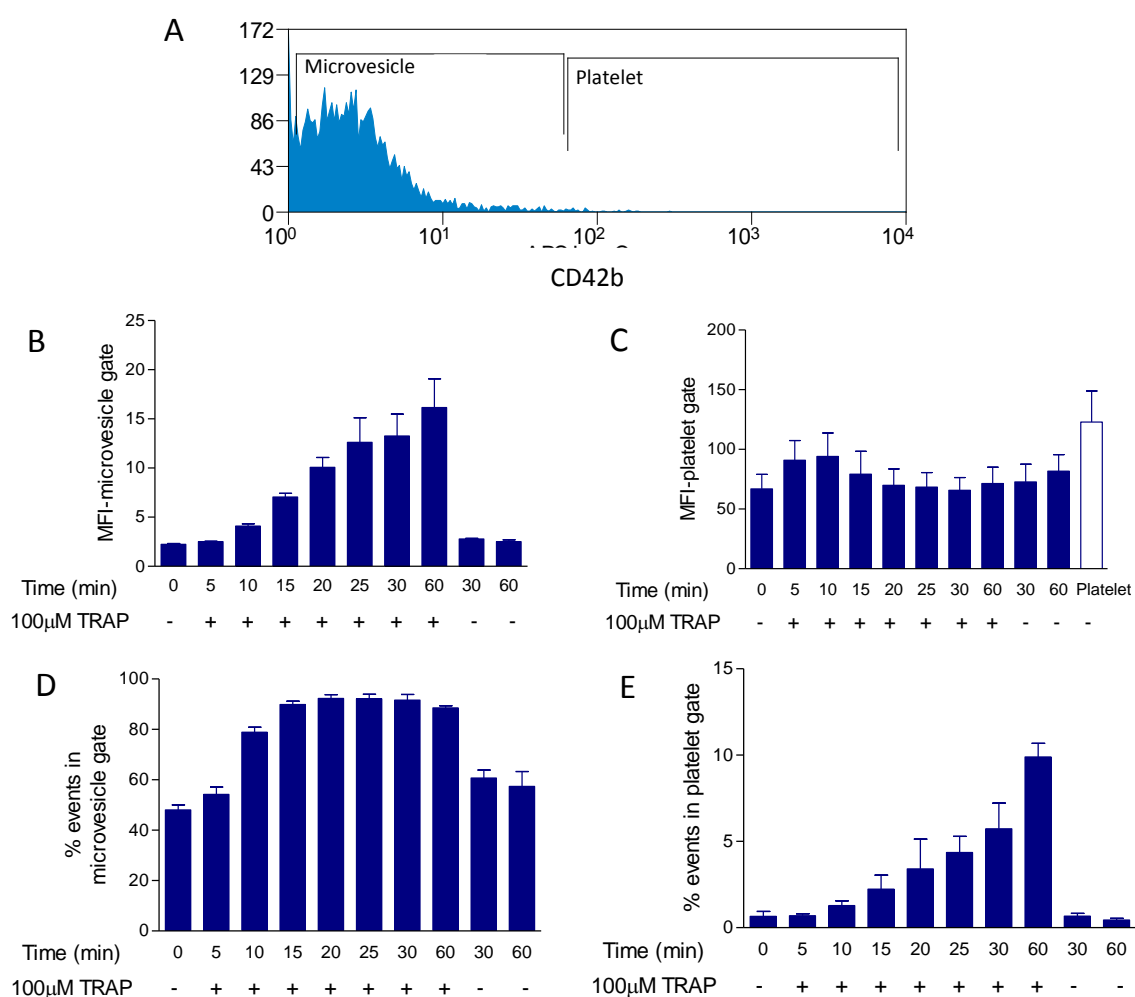 A
172
129
86
43
0
Microvesicle
Platelet
10⁰ 10¹ 10² 10³ 10⁴
CD42b
B
MFI-microvesicle gate
25
20
15
10
5
0
Time (min) 0 5 10 15 20 25 30 60 30 60
100μM TRAP - + + + + + + + - -
C
MFI-platelet gate
200
150
100
50
0
Time (min) 0 5 10 15 20 25 30 60 30 60 Platelet
100μM TRAP - + + + + + + + - - -
D
% events in
microvesicle gate
100
80
60
40
20
0
Time (min) 0 5 10 15 20 25 30 60 30 60
100μM TRAP - + + + + + + + - -
E
% events in platelet gate
15
10
5
0
Time (min) 0 5 10 15 20 25 30 60 30 60
100μM TRAP - + + + + + + + - -